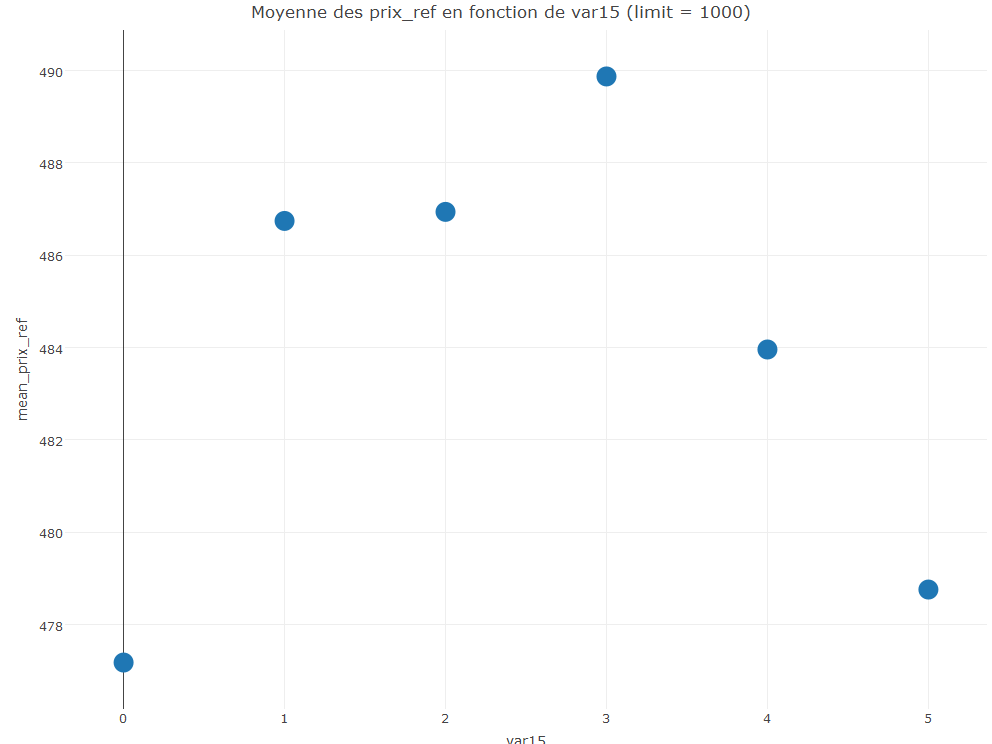 Moyenne des prix_ref en fonction de var15 (limit = 1000)
490
488
486
484
482
480
478
mean_prix_ref
0 1 2 3 4 5
var15